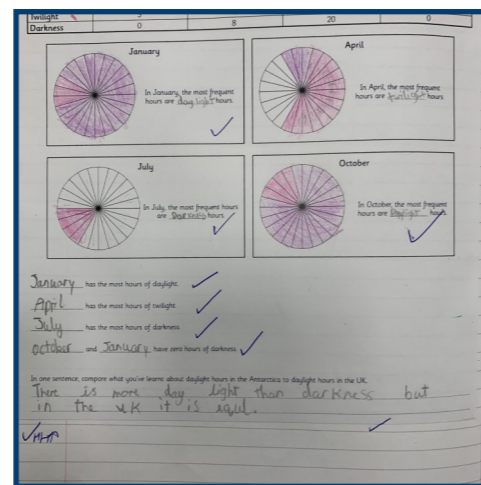 Twilight
Darkness 0 8 20 0
January
In January, the most frequent
hours are daylight hours.
April
In April, the most frequent
hours are twilight hours.
July
In July, the most frequent hours
are Darkness hours.
October
In October, the most frequent
hours are Daylight hours.
January has the most hours of daylight.
April has the most hours of twilight.
July has the most hours of darkness.
October and January have zero hours of darkness.
In one sentence, compare what you've learnt about daylight hours in the Antarctica to daylight hours in the UK.
There is more day light than darkness but
in the uk it is equl.